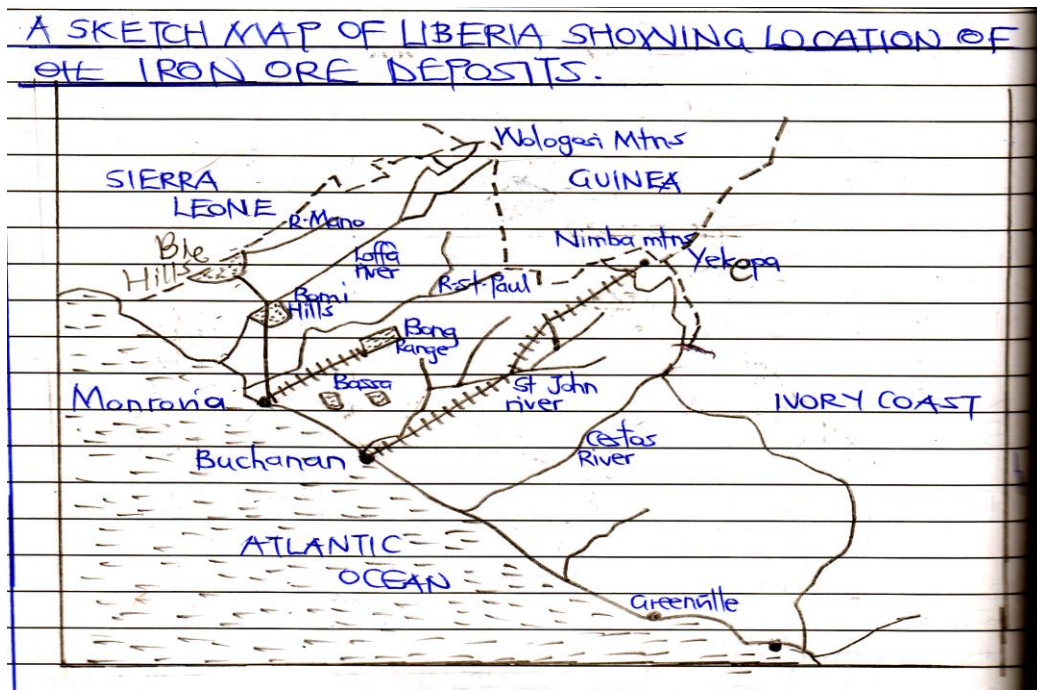 A SKETCH MAP OF LIBERIA SHOWING LOCATION OF
IRON ORE DEPOSITS.
Wologasi Mtns
SIERRA
LEONE
GUINEA
R-Mano
Bie
Hills
Loffa
river
Nimba mtns
Yekepa
R-st-Paul
Bomi
Hills
Bong
Range
Bassa
St John
river
Monrovia
IVORY COAST
Buchanan
Cestos
River
ATLANTIC
OCEAN
Greenville